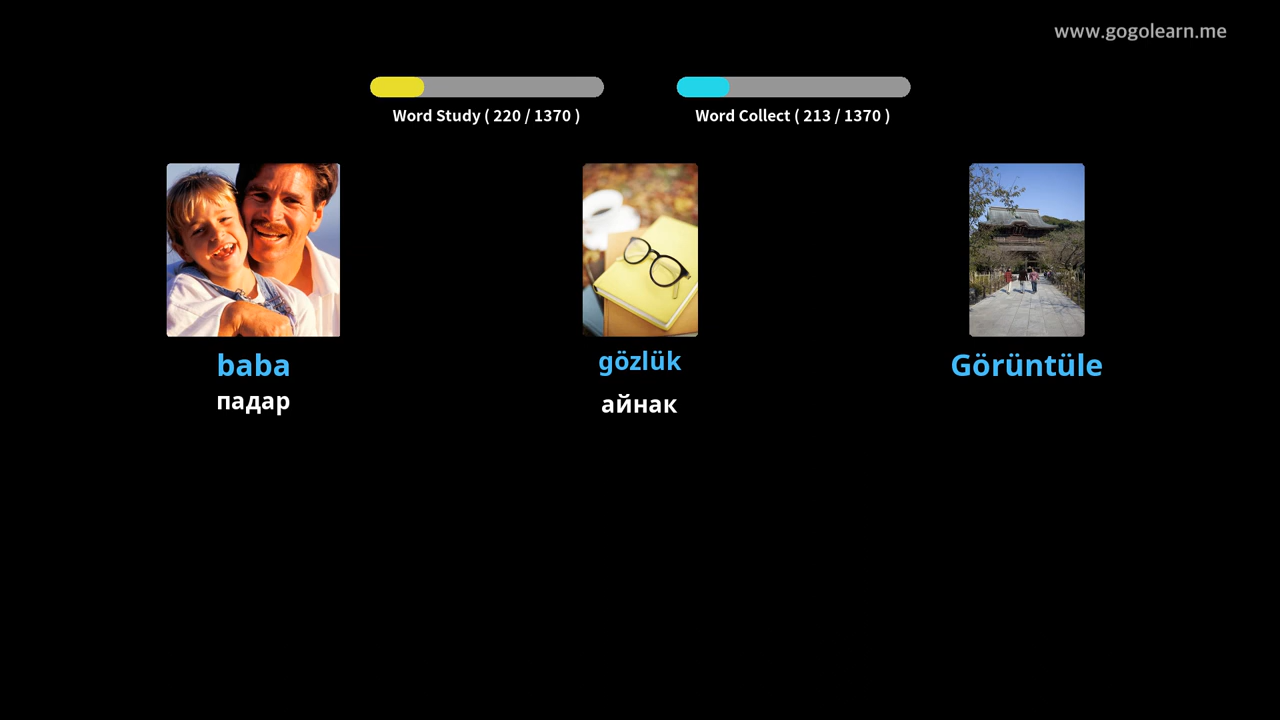 www.gogolearn.me
Word Study ( 220 / 1370 )
Word Collect ( 213 / 1370 )
baba
падар
gözlük
айнак
Görüntüle